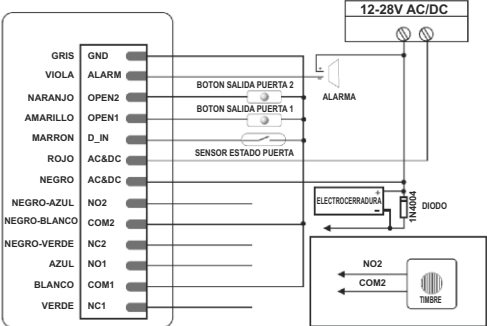 12-28V AC/DC
GRIS GND
VIOLA ALARM
NARANJO OPEN2
AMARILLO OPEN1
MARRON D_IN
ROJO AC&DC
NEGRO AC&DC
NEGRO-AZUL NO2
NEGRO-BLANCO COM2
NEGRO-VERDE NC2
AZUL NO1
BLANCO COM1
VERDE NC1
BOTON SALIDA PUERTA 2
BOTON SALIDA PUERTA 1
SENSOR ESTADO PUERTA
+
-
ALARMA
ELECTROCERRADURA
+
-
1N4004
DIODO
NO2
COM2
TIMBRE